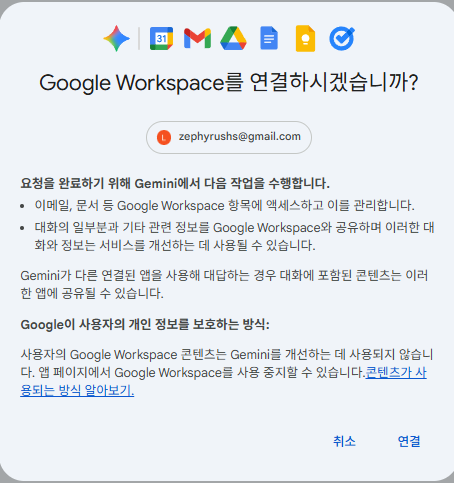 31
Google Workspace를 연결하시겠습니까?
L zephyrushs@gmail.com
요청을 완료하기 위해 Gemini에서 다음 작업을 수행합니다.
• 이메일, 문서 등 Google Workspace 항목에 액세스하고 이를 관리합니다.
• 대화의 일부분과 기타 관련 정보를 Google Workspace와 공유하며 이러한 대
화와 정보는 서비스를 개선하는 데 사용될 수 있습니다.
Gemini가 다른 연결된 앱을 사용해 대답하는 경우 대화에 포함된 콘텐츠는 이러
한 앱에 공유될 수 있습니다.
Google이 사용자의 개인 정보를 보호하는 방식:
사용자의 Google Workspace 콘텐츠는 Gemini를 개선하는 데 사용되지 않습니
다. 앱 페이지에서 Google Workspace를 사용 중지할 수 있습니다.콘텐츠가 사
용되는 방식 알아보기.
취소 연결